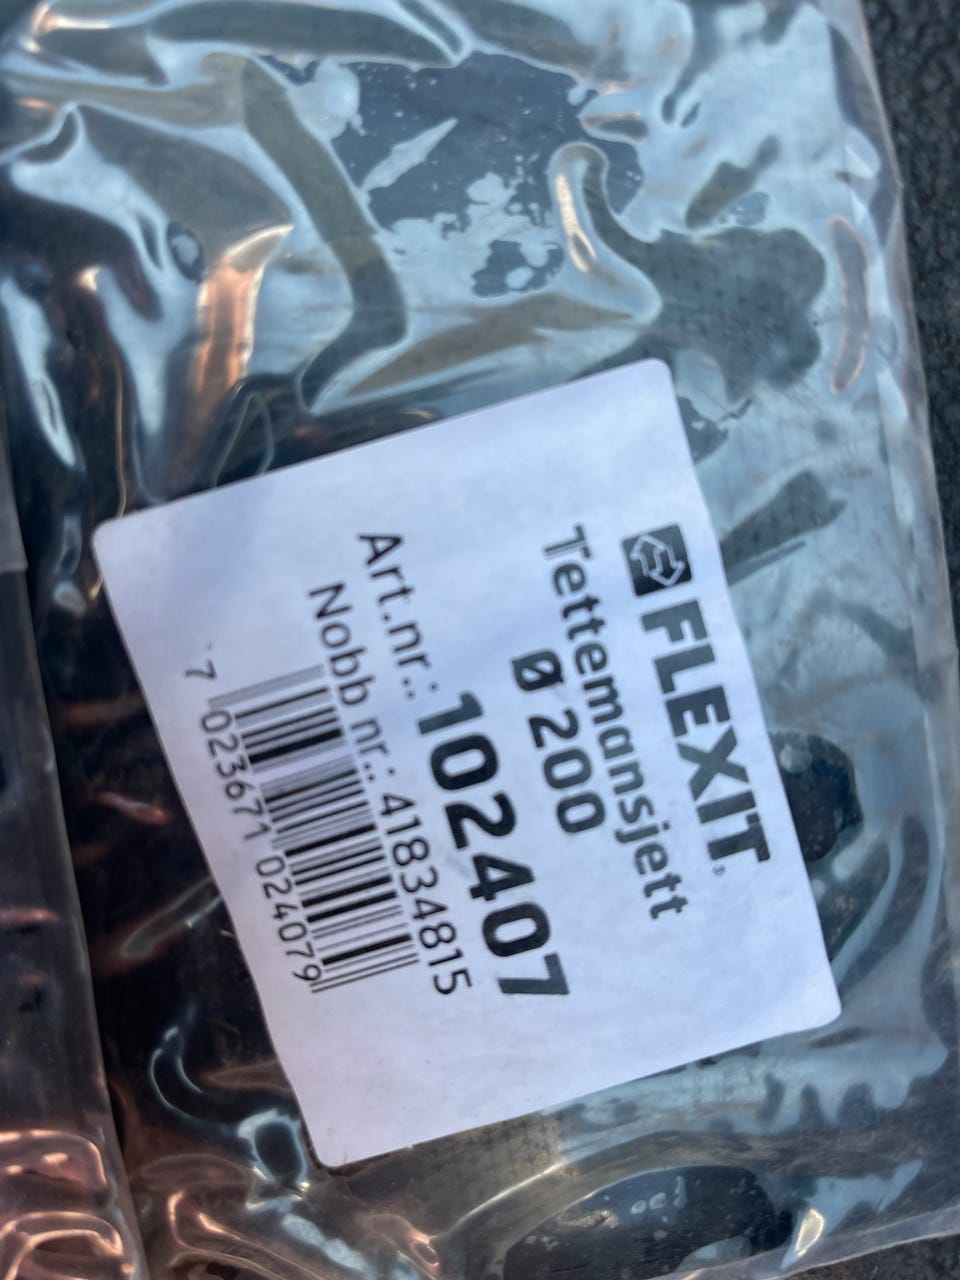 FLEXIT®
Tettemansjett
Ø 200
Art.nr.: 102407
Nobb nr.: 41834815
7 023671 024079